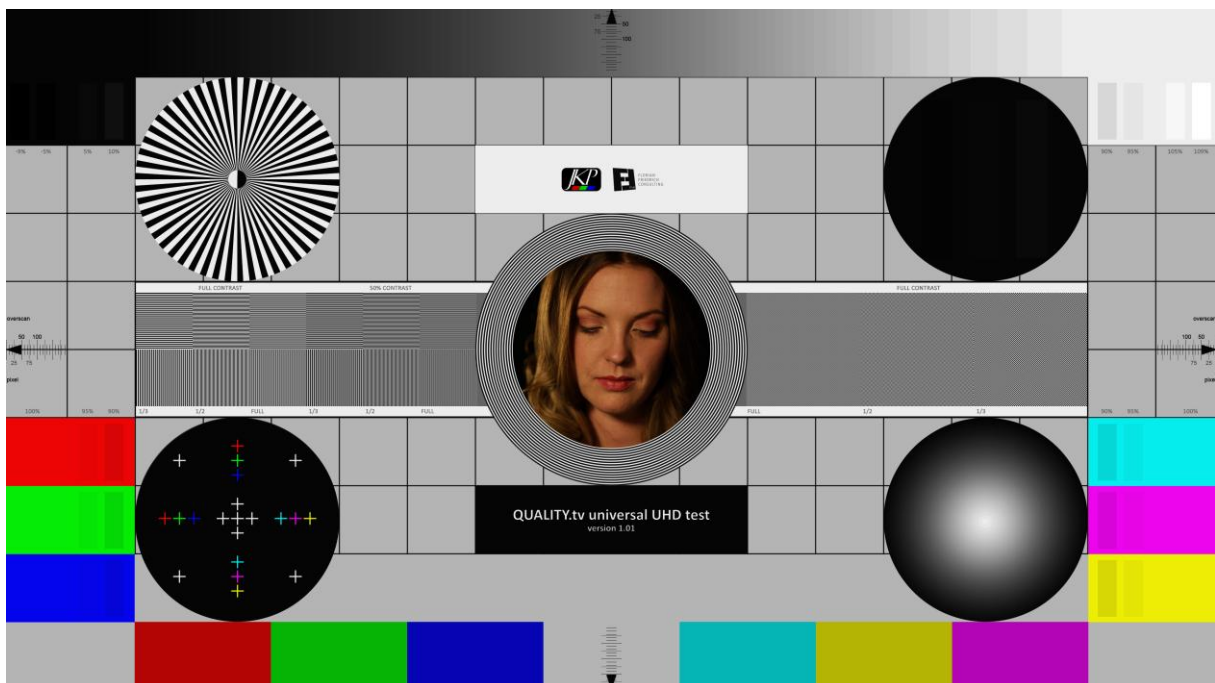 25
50
75
100
JKP
FLORIAN
FRIEDRICH
CONSULTING
-9% -5% 5% 10%
90% 95% 105% 109%
FULL CONTRAST 50% CONTRAST FULL CONTRAST
overscan overscan
50 100 100 50
25 75 75 25
pixel pixel
100% 95% 90% 1/3 1/2 FULL 1/3 1/2 FULL FULL 1/2 1/3 90% 95% 100%
QUALITY.tv universal UHD test
version 1.01